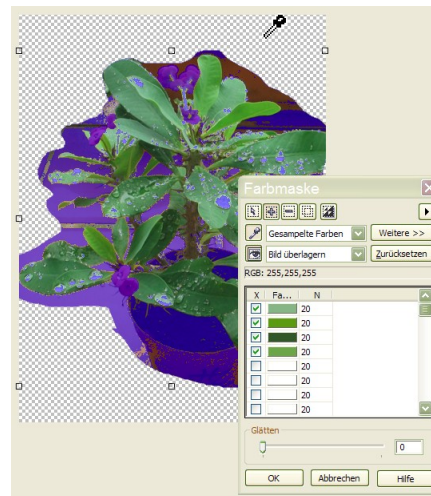 Farbmaske
Gesampelte Farben
Weitere >>
Bild überlagern
Zurücksetzen
RGB: 255,255,255
X Fa... N
20
20
20
20
20
20
20
20
Glätten
0
OK Abbrechen Hilfe